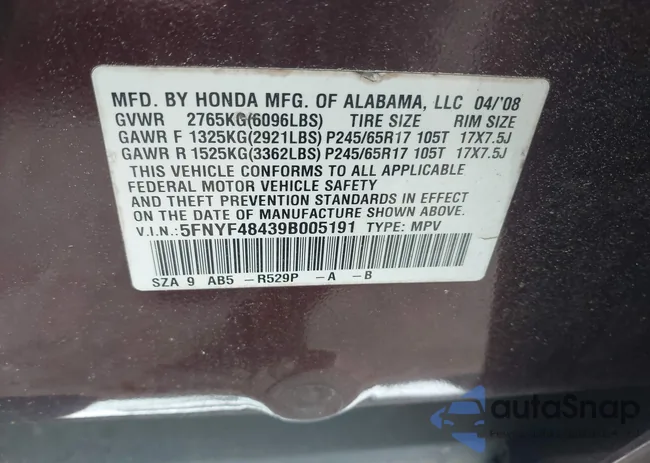 MFD. BY HONDA MFG. OF ALABAMA, LLC 04/'08
GVWR 2765KG(6096LBS) TIRE SIZE RIM SIZE
GAWR F 1325KG(2921LBS) P245/65R17 105T 17X7.5J
GAWR R 1525KG(3362LBS) P245/65R17 105T 17X7.5J
THIS VEHICLE CONFORMS TO ALL APPLICABLE
FEDERAL MOTOR VEHICLE SAFETY
AND THEFT PREVENTION STANDARDS IN EFFECT
ON THE DATE OF MANUFACTURE SHOWN ABOVE.
V.I.N.:5FNYF48439B005191 TYPE: MPV
SZA 9 AB5 -R529P -A -B
autoSnap